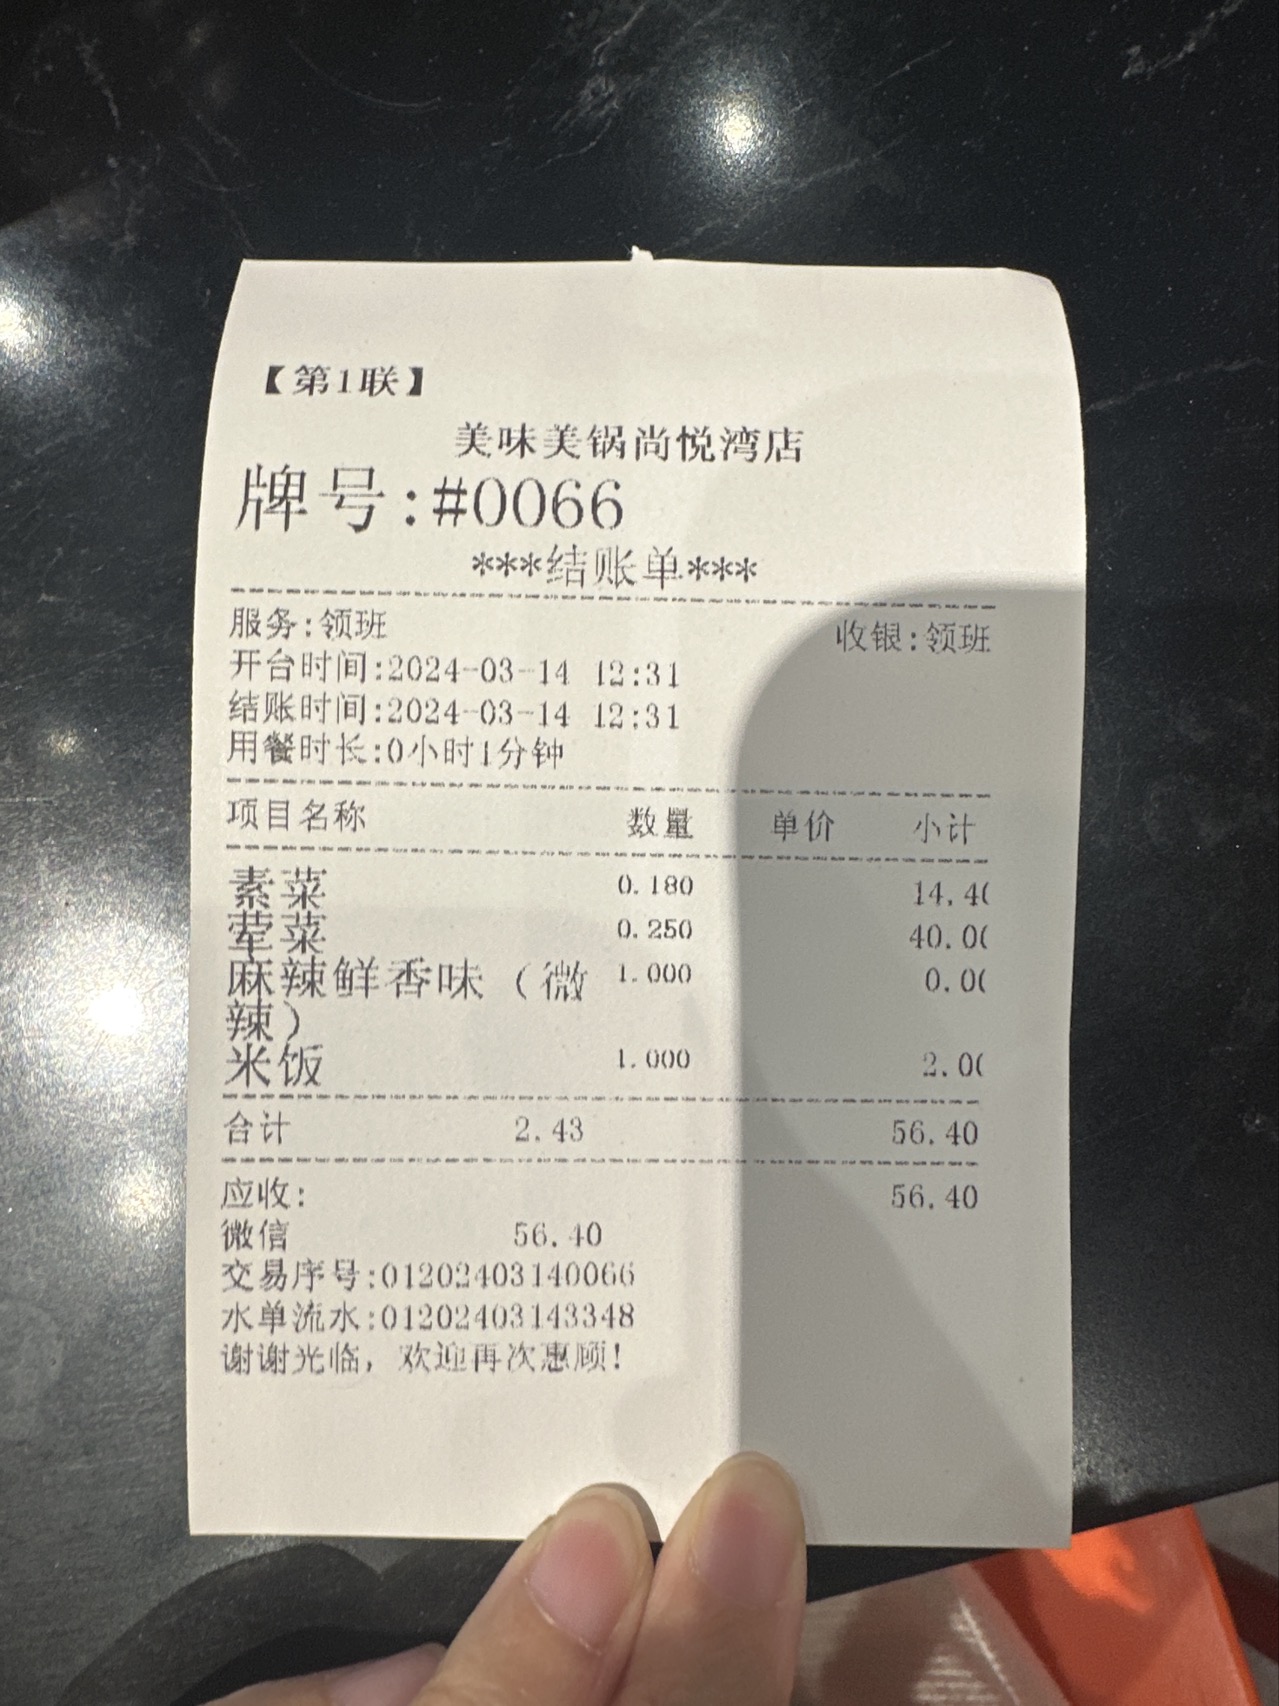 【第1联】
美味美锅尚悦湾店
牌号:#0066
***结账单***
服务:领班 收银:领班
开台时间:2024-03-14 12:31
结账时间:2024-03-14 12:31
用餐时长:0小时1分钟
项目名称 数量 单价 小计
素菜 0.180 14.40
荤菜 0.250 40.00
麻辣鲜香味（微 1.000 0.00
辣）
米饭 1.000 2.00
合计 2.43 56.40
应收: 56.40
微信 56.40
交易序号:01202403140066
水单流水:01202403143348
谢谢光临，欢迎再次惠顾!